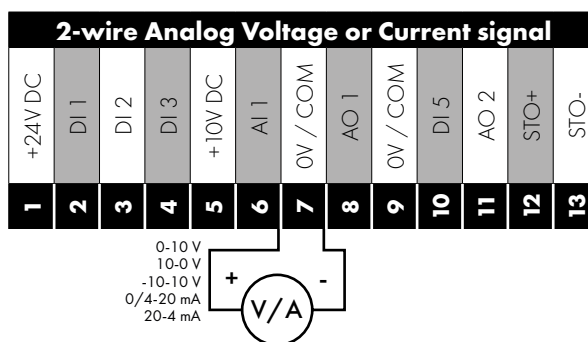 2-wire Analog Voltage or Current signal
+24V DC
DI 1
DI 2
DI 3
+10V DC
AI 1
0V / COM
AO 1
0V / COM
DI 5
AO 2
STO+
STO-
1
2
3
4
5
6
7
8
9
10
11
12
13
0-10 V
10-0 V
-10-10 V
0/4-20 mA
20-4 mA
+
-
V/A